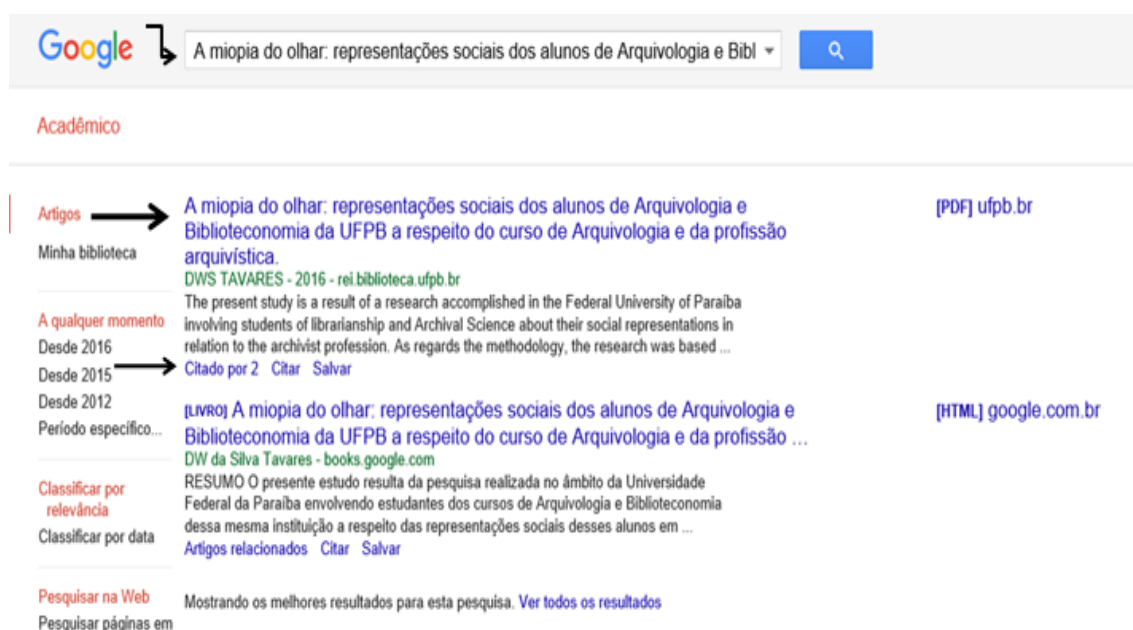 Google
A miopia do olhar: representações sociais dos alunos de Arquivologia e Bibl
Acadêmico
Artigos
Minha biblioteca
A qualquer momento
Desde 2016
Desde 2015
Desde 2012
Período específico...
Classificar por
relevância
Classificar por data
Pesquisar na Web
Pesquisar páginas em
A miopia do olhar: representações sociais dos alunos de Arquivologia e
Biblioteconomia da UFPB a respeito do curso de Arquivologia e da profissão
arquivística.
DWS TAVARES - 2016 - rei.biblioteca.ufpb.br
The present study is a result of a research accomplished in the Federal University of Paraíba
involving students of librarianship and Archival Science about their social representations in
relation to the archivist profession. As regards the methodology, the research was based ...
Citado por 2 Citar Salvar
[PDF] ufpb.br
[LIVRO] A miopia do olhar: representações sociais dos alunos de Arquivologia e
Biblioteconomia da UFPB a respeito do curso de Arquivologia e da profissão ...
DW da Silva Tavares - books.google.com
RESUMO O presente estudo resulta da pesquisa realizada no âmbito da Universidade
Federal da Paraíba envolvendo estudantes dos cursos de Arquivologia e Biblioteconomia
dessa mesma instituição a respeito das representações sociais desses alunos em ...
Artigos relacionados Citar Salvar
[HTML] google.com.br
Mostrando os melhores resultados para esta pesquisa. Ver todos os resultados